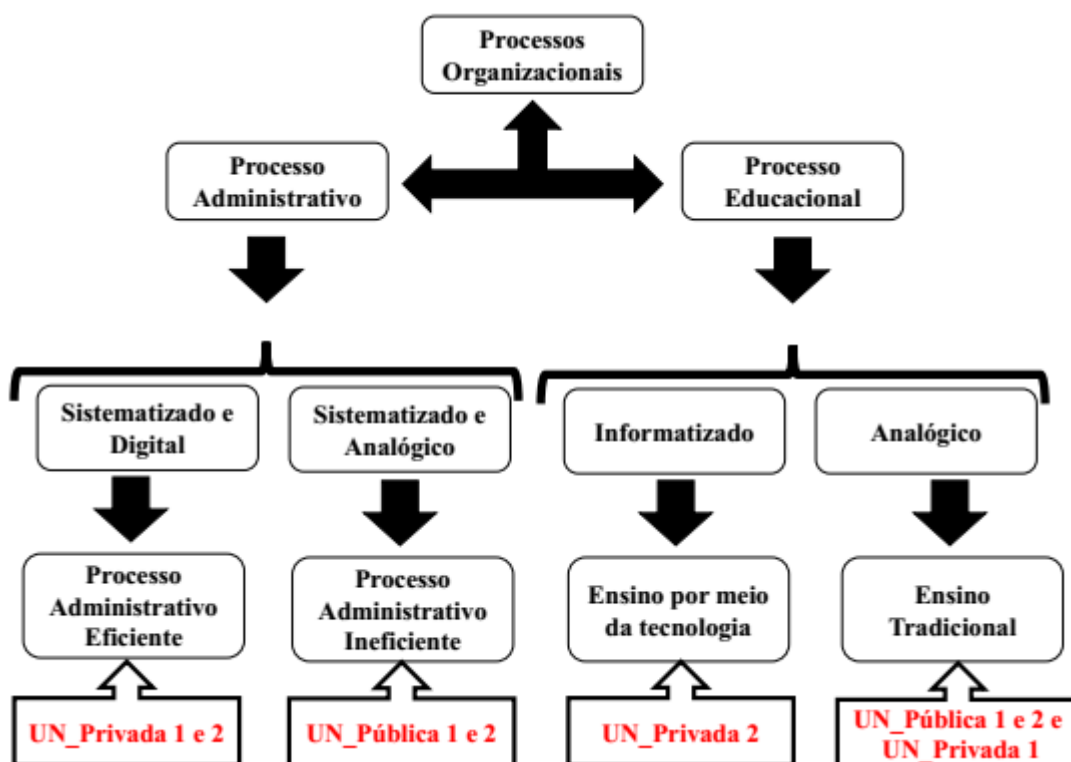 Processos
Organizacionais
Processo
Administrativo
Processo
Educacional
Sistematizado e
Digital
Sistematizado e
Analógico
Informatizado
Analógico
Processo
Administrativo
Eficiente
Processo
Administrativo
Ineficiente
Ensino por meio
da tecnologia
Ensino
Tradicional
UN_Privada 1 e 2
UN_Pública 1 e 2
UN_Privada 2
UN_Pública 1 e 2 e
UN_Privada 1